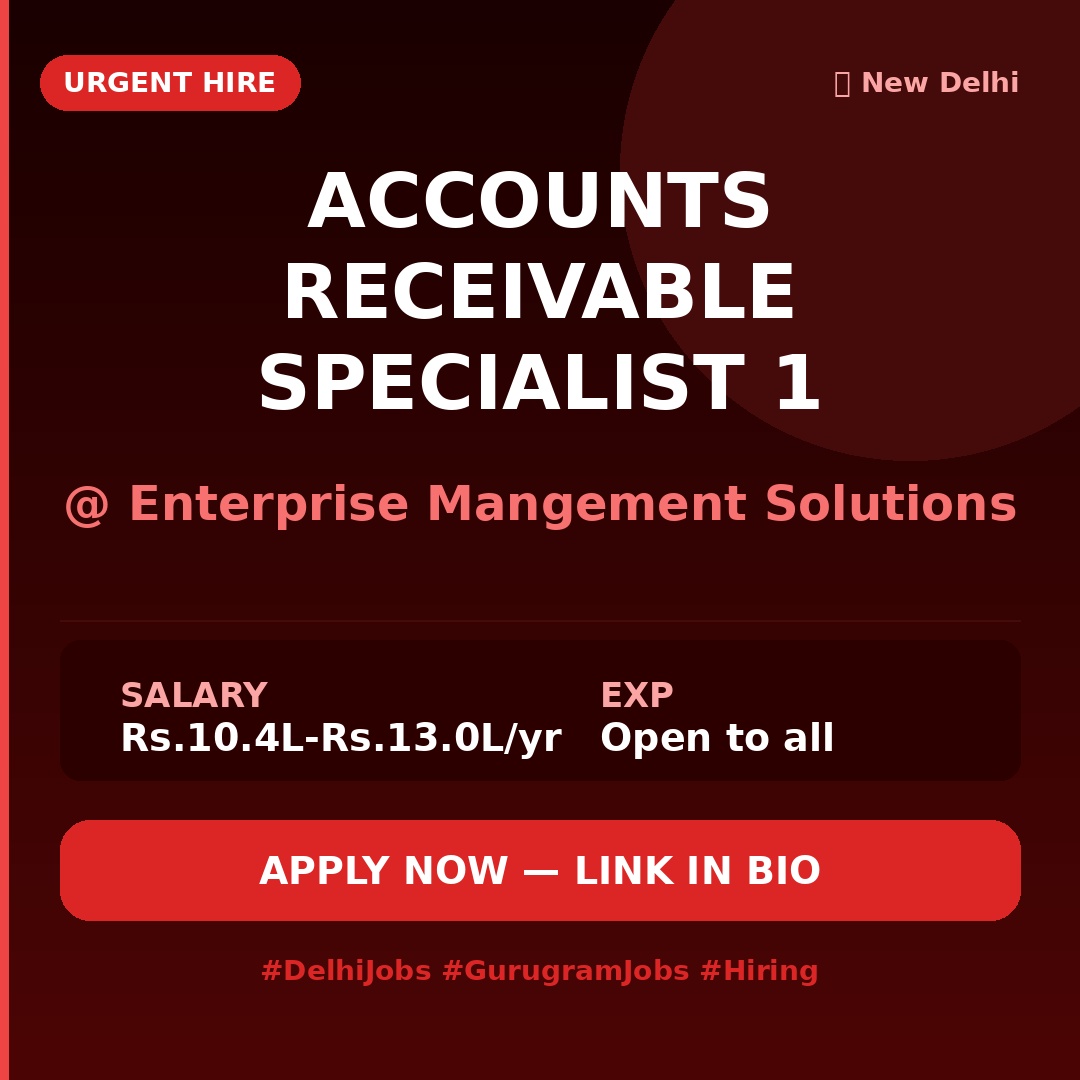 URGENT HIRE
New Delhi
ACCOUNTS
RECEIVABLE
SPECIALIST 1
@ Enterprise Mangement Solutions
SALARY
Rs.10.4L-Rs.13.0L/yr
EXP
Open to all
APPLY NOW — LINK IN BIO
#DelhiJobs #GurugramJobs #Hiring